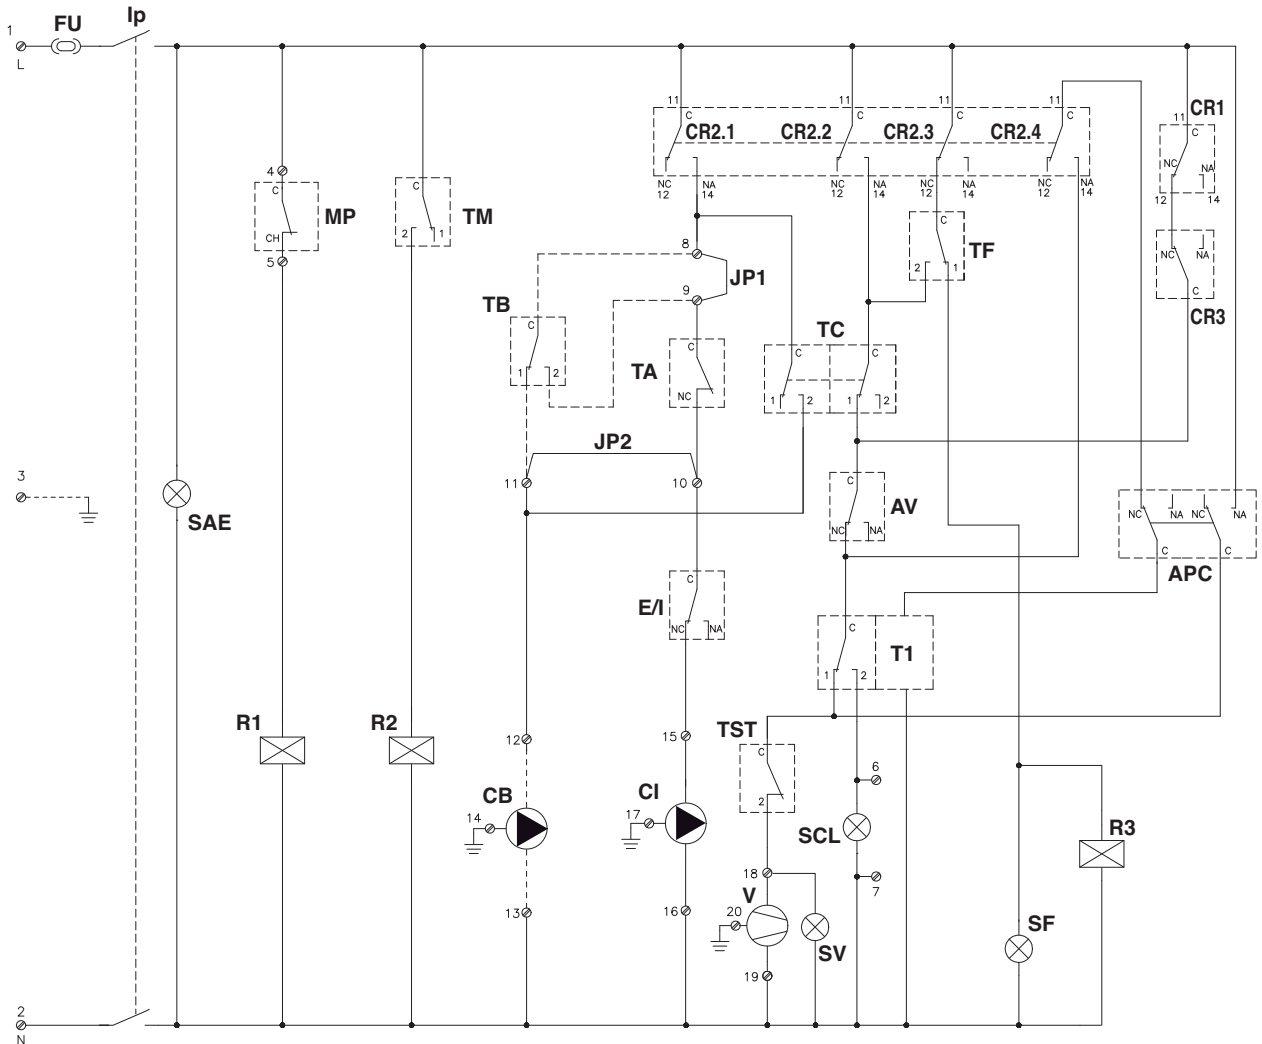 Ip
FU
1
L
11 11 11 11
C C C C
CR2.1 CR2.2 CR2.3 CR2.4
NC NA NC NA NC NA NC NA
12 14 12 14 12 14 12 14
CR1
11
C
NC NA
12 14
4
C
MP
CH
5
C
TM
2 1
C
TF
2 1
NC NA
C
CR3
8
JP1
9
TB
C
1 2
C
TA
NC
TC
C C
1 2 1 2
JP2
11 10
3
SAE
C
AV
NC NA
NC NA NC NA
C C
APC
C
E/I
NC NA
C
T1
1 2
R1
R2
12
15
TST
C
2
6
CB
14
CI
17
SCL
R3
7
18
V
20
SV
13
16
19
SF
2
N